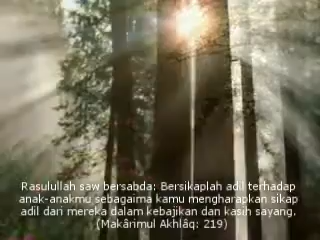 Rasulullah saw bersabda: Bersikaplah adil terhadap
anak-anakmu sebagaima kamu mengharapkan sikap
adil dari mereka dalam kebajikan dan kasih sayang.
(Makârimul Akhlâq: 219)